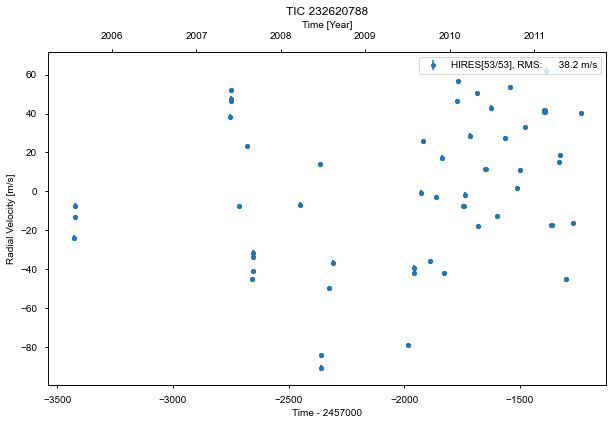 TIC 232620788
Time [Year]
2006 2007 2008 2009 2010 2011
HIRES[53/53], RMS: 38.2 m/s
Radial Velocity [m/s]
60
40
20
0
−20
−40
−60
−80
−3500 −3000 −2500 −2000 −1500
Time - 2457000